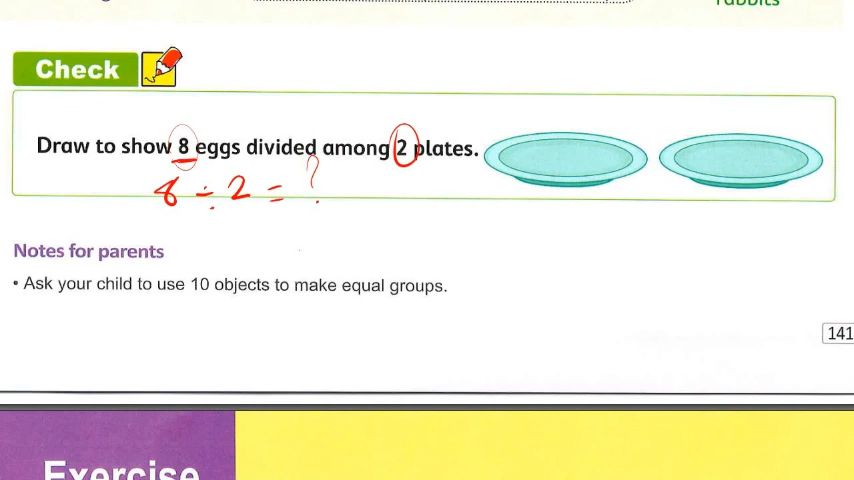 rabbits
Check
Draw to show 8 eggs divided among 2 plates.
8 ÷ 2 = ?
Notes for parents
• Ask your child to use 10 objects to make equal groups.
141
Exercise